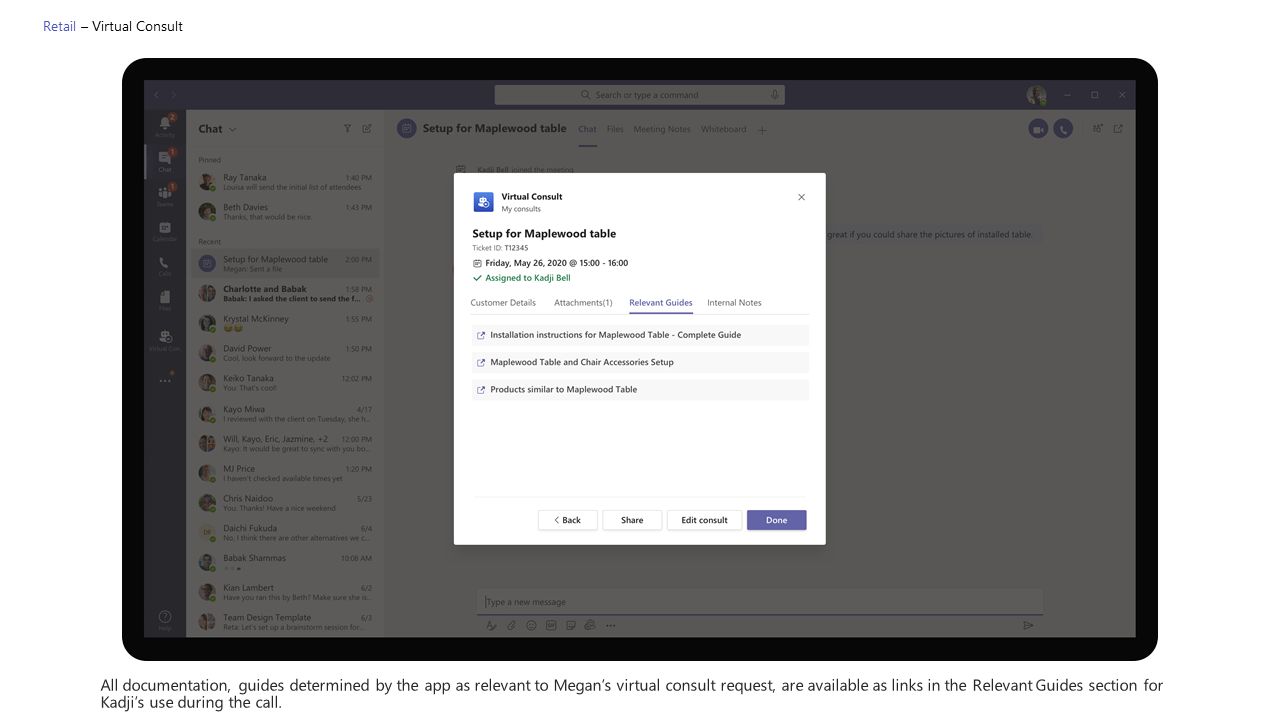 Retail – Virtual Consult
Search or type a command
2
Activity
Chat
Setup for Maplewood table
Chat
Files
Meeting Notes
Whiteboard
1
Chat
Pinned
Kadji Bell joined the meeting
Ray Tanaka 1:40 PM
Louisa will send the initial list of attendees
1
Teams
Beth Davies 1:43 PM
Thanks, that would be nice.
Calendar
Recent
great if you could share the pictures of installed table.
Setup for Maplewood table 2:00 PM
Megan: Sent a file
Calls
Charlotte and Babak 1:58 PM
Babak: I asked the client to send the f...
Files
Krystal McKinney 1:55 PM
Virtual Con...
David Power 1:50 PM
Cool, look forward to the update
Keiko Tanaka 12:02 PM
You: That's cool!
Kayo Miwa 4/17
I reviewed with the client on Tuesday, she h...
Will, Kayo, Eric, Jazmine, +2 12:00 PM
Kayo: It would be great to sync with you bo...
MJ Price 1:20 PM
I haven't checked available times yet
Chris Naidoo 5/23
You: Thanks! Have a nice weekend
DF
Daichi Fukuda 6/4
No, I think there are other alternatives we c...
Babak Shammas 10:08 AM
Kian Lambert 6/2
Have you ran this by Beth? Make sure she is...
Team Design Template 6/3
Reta: Let's set up a brainstorm session for...
Help
Virtual Consult
My consults
Setup for Maplewood table
Ticket ID: T12345
Friday, May 26, 2020 @ 15:00 - 16:00
Assigned to Kadji Bell
Customer Details
Attachments(1)
Relevant Guides
Internal Notes
Installation instructions for Maplewood Table - Complete Guide
Maplewood Table and Chair Accessories Setup
Products similar to Maplewood Table
Back
Share
Edit consult
Done
Type a new message
All documentation, guides determined by the app as relevant to Megan's virtual consult request, are available as links in the Relevant Guides section for
Kadji's use during the call.